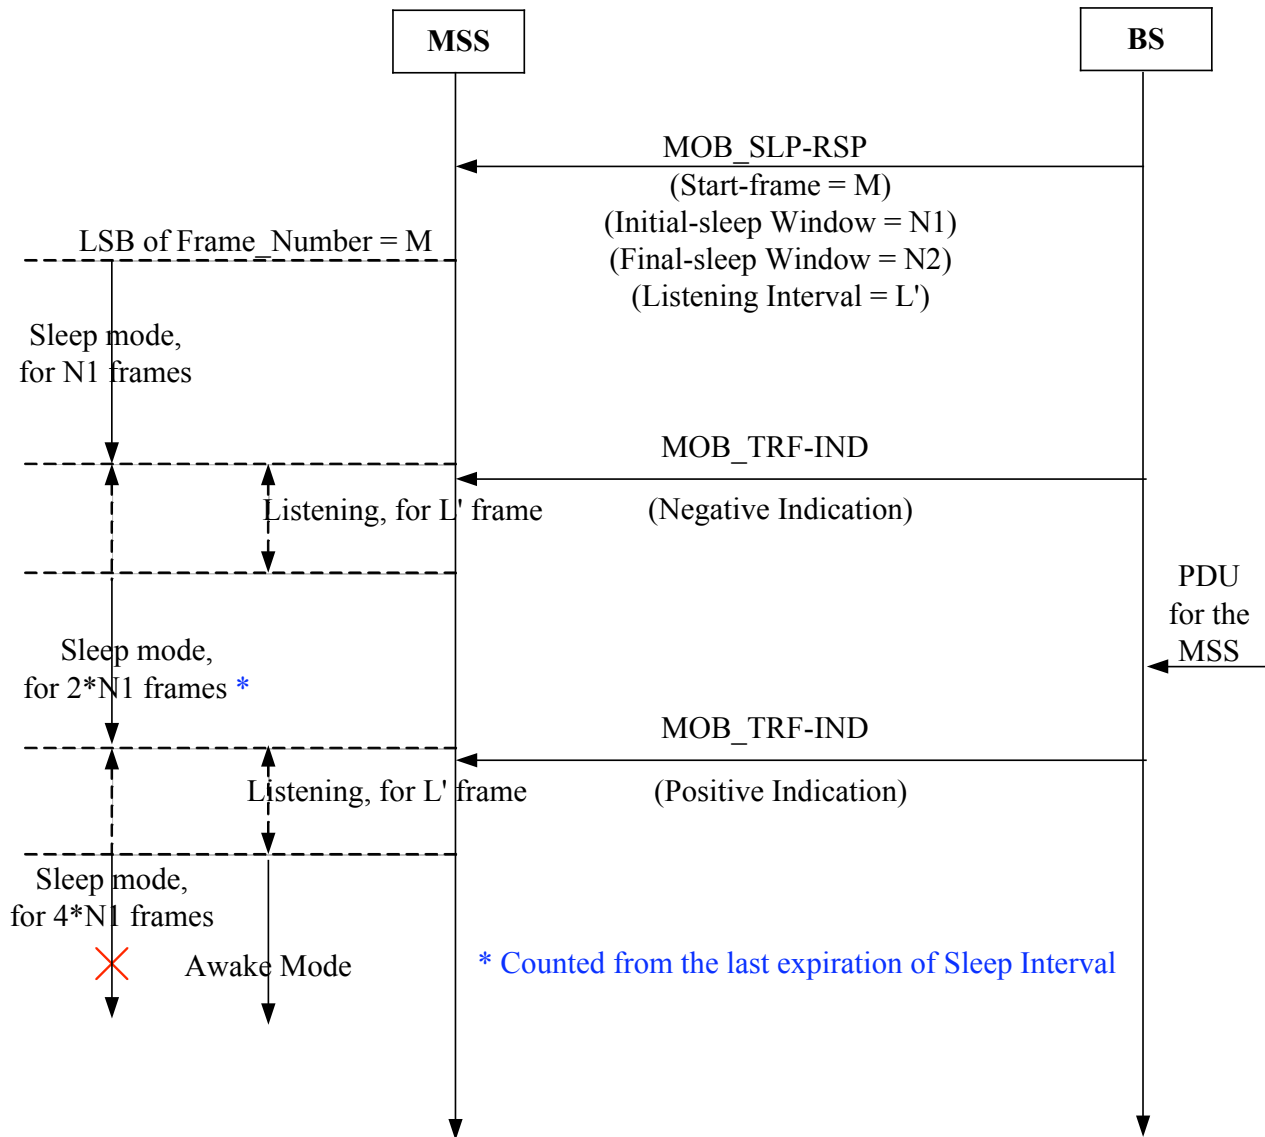 MSS
BS
MOB_SLP-RSP
(Start-frame = M)
(Initial-sleep Window = N1)
(Final-sleep Window = N2)
(Listening Interval = L')
LSB of Frame_Number = M
Sleep mode,
for N1 frames
MOB_TRF-IND
Listening, for L' frame
(Negative Indication)
PDU
for the
MSS
Sleep mode,
for 2*N1 frames *
MOB_TRF-IND
Listening, for L' frame
(Positive Indication)
Sleep mode,
for 4*N1 frames
Awake Mode
* Counted from the last expiration of Sleep Interval